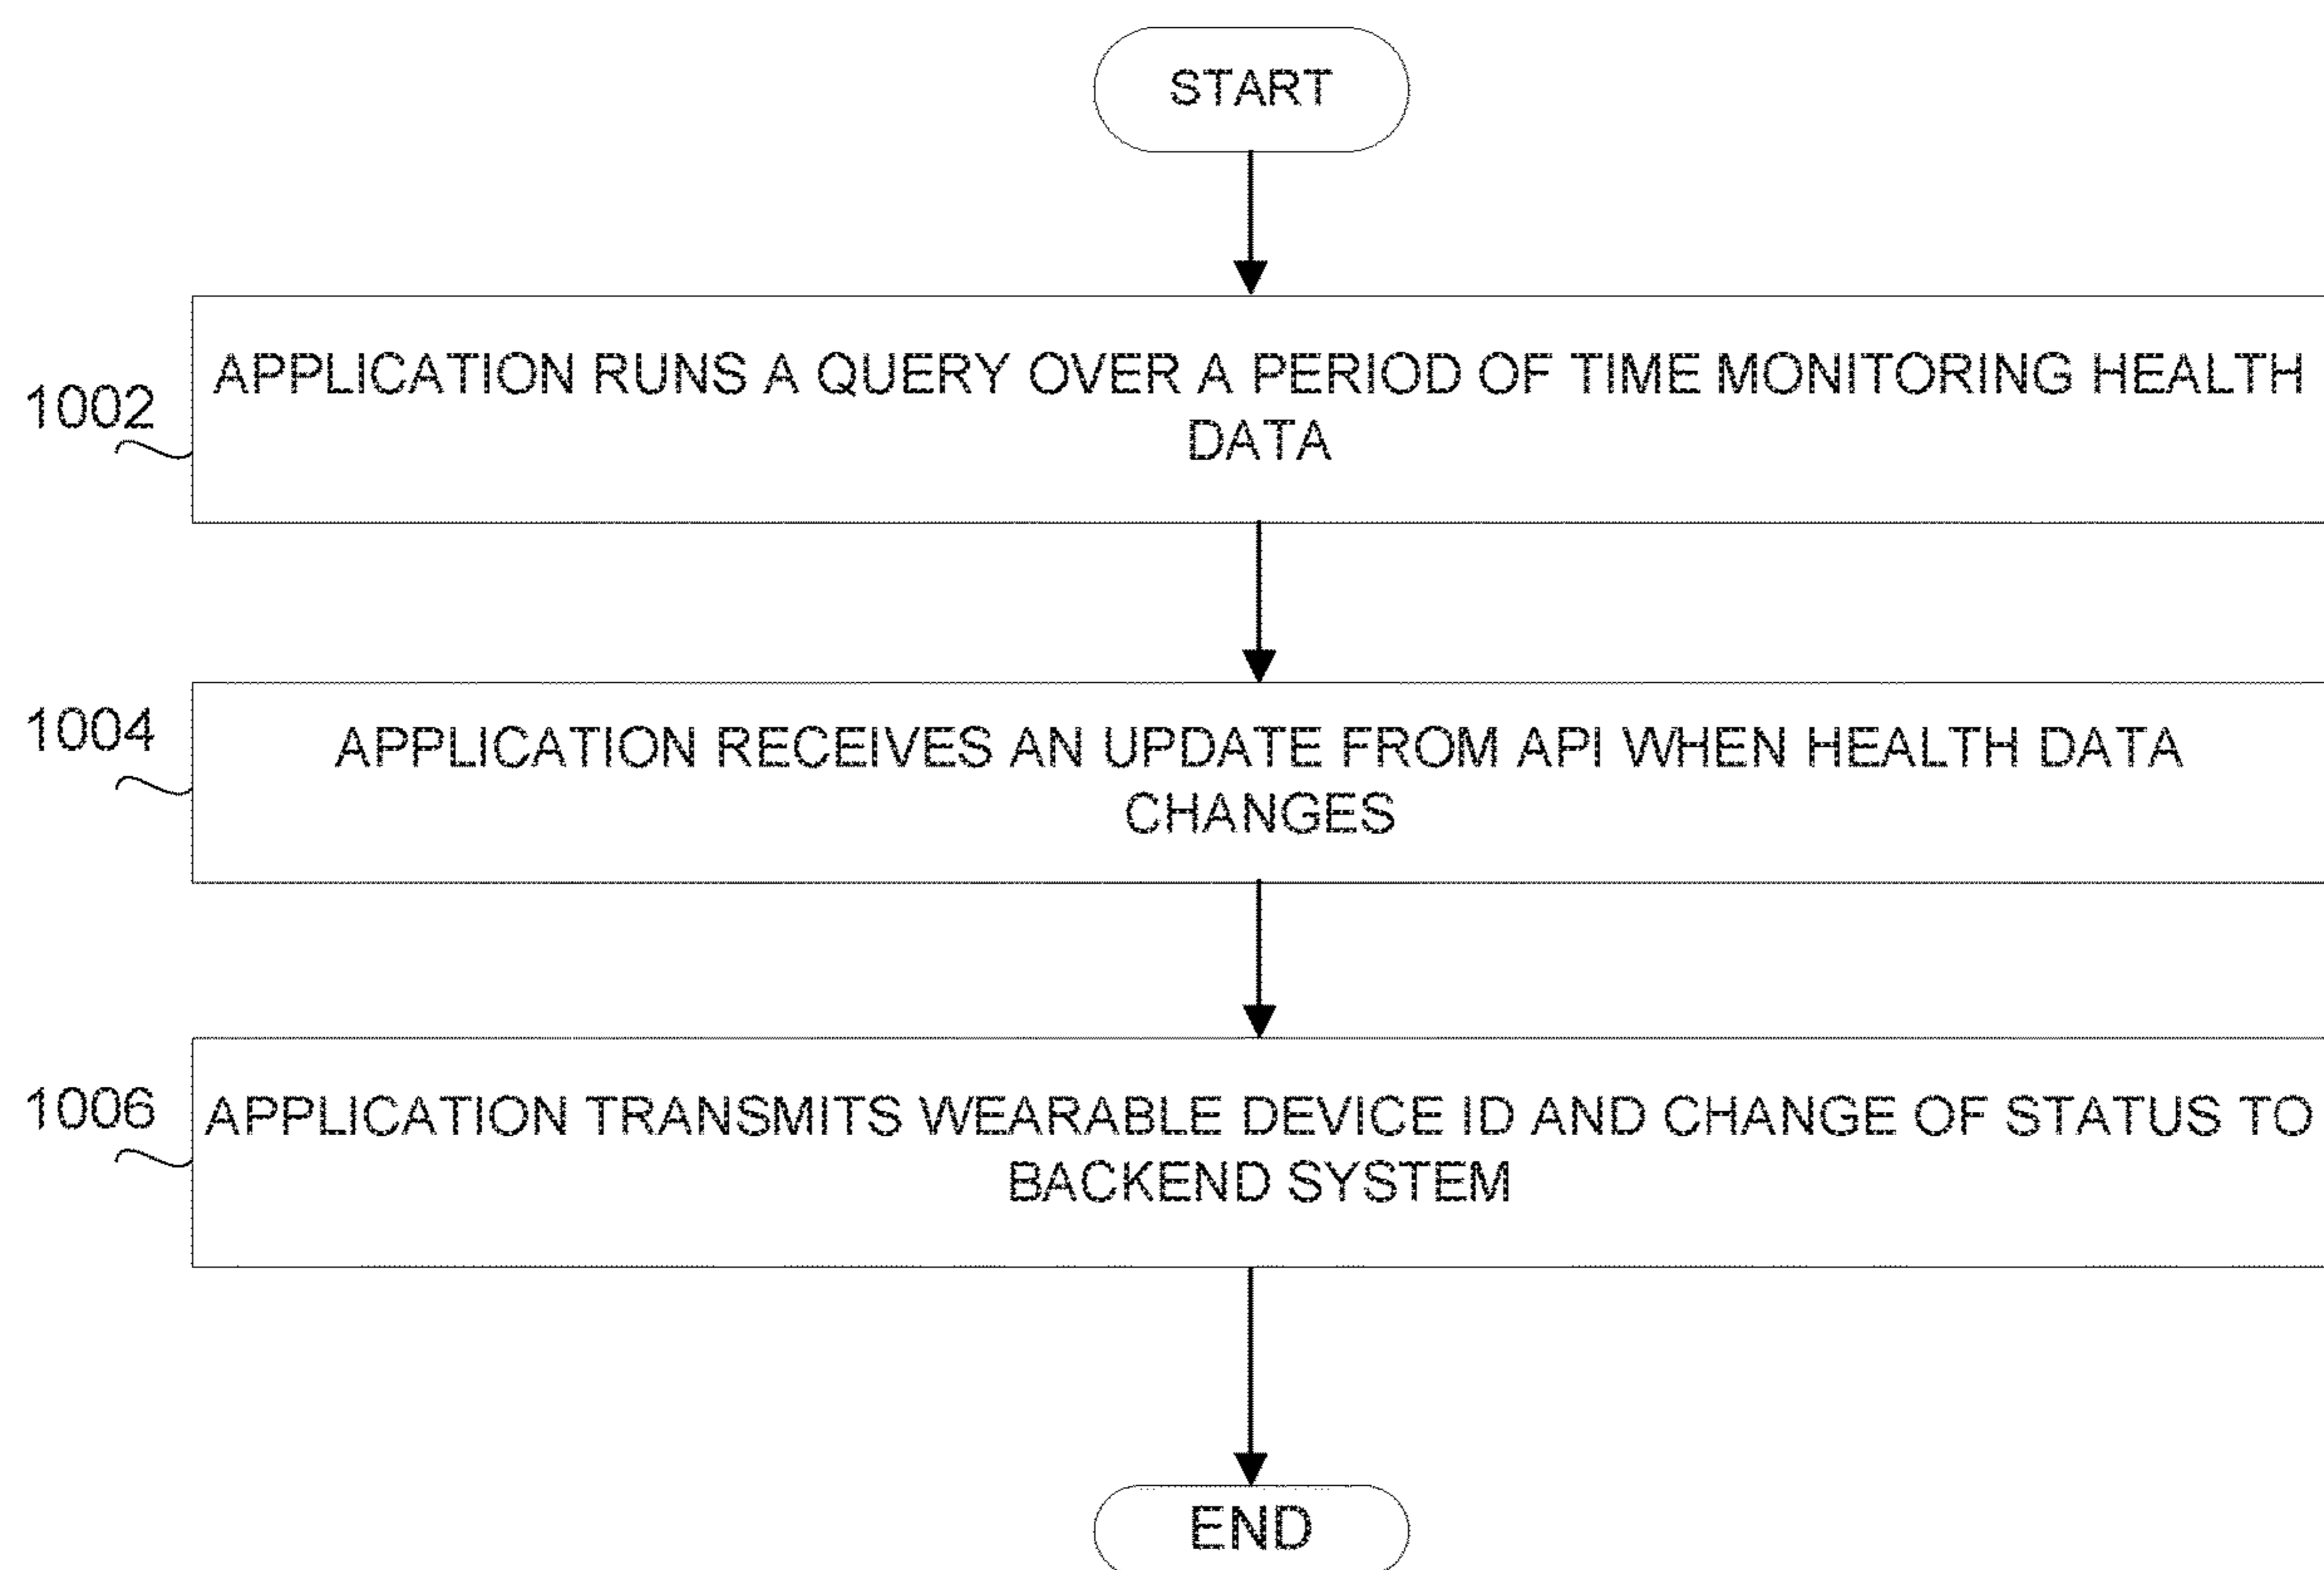 START
1002
APPLICATION RUNS A QUERY OVER A PERIOD OF TIME MONITORING HEALTH
DATA
1004
APPLICATION RECEIVES AN UPDATE FROM API WHEN HEALTH DATA
CHANGES
1006
APPLICATION TRANSMITS WEARABLE DEVICE ID AND CHANGE OF STATUS TO
BACKEND SYSTEM
END